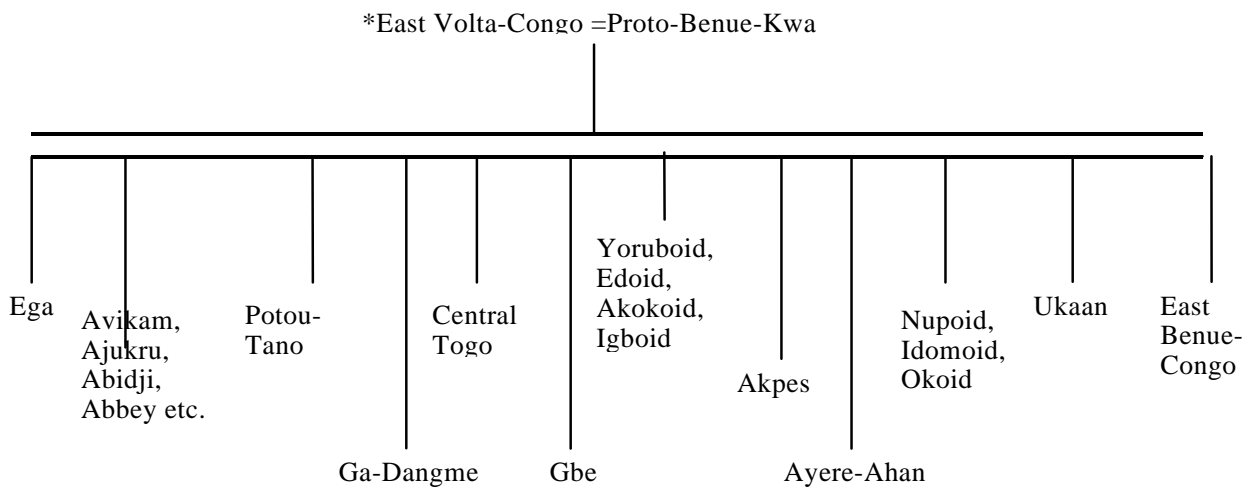 *East Volta-Congo =Proto-Benue-Kwa
Ega
Avikam,
Ajukru,
Abidji,
Abbey etc.
Potou-
Tano
Ga-Dangme
Central
Togo
Gbe
Yoruboid,
Edoid,
Akokoid,
Igboid
Akpes
Ayere-Ahan
Nupoid,
Idomoid,
Okoid
Ukaan
East
Benue-
Congo